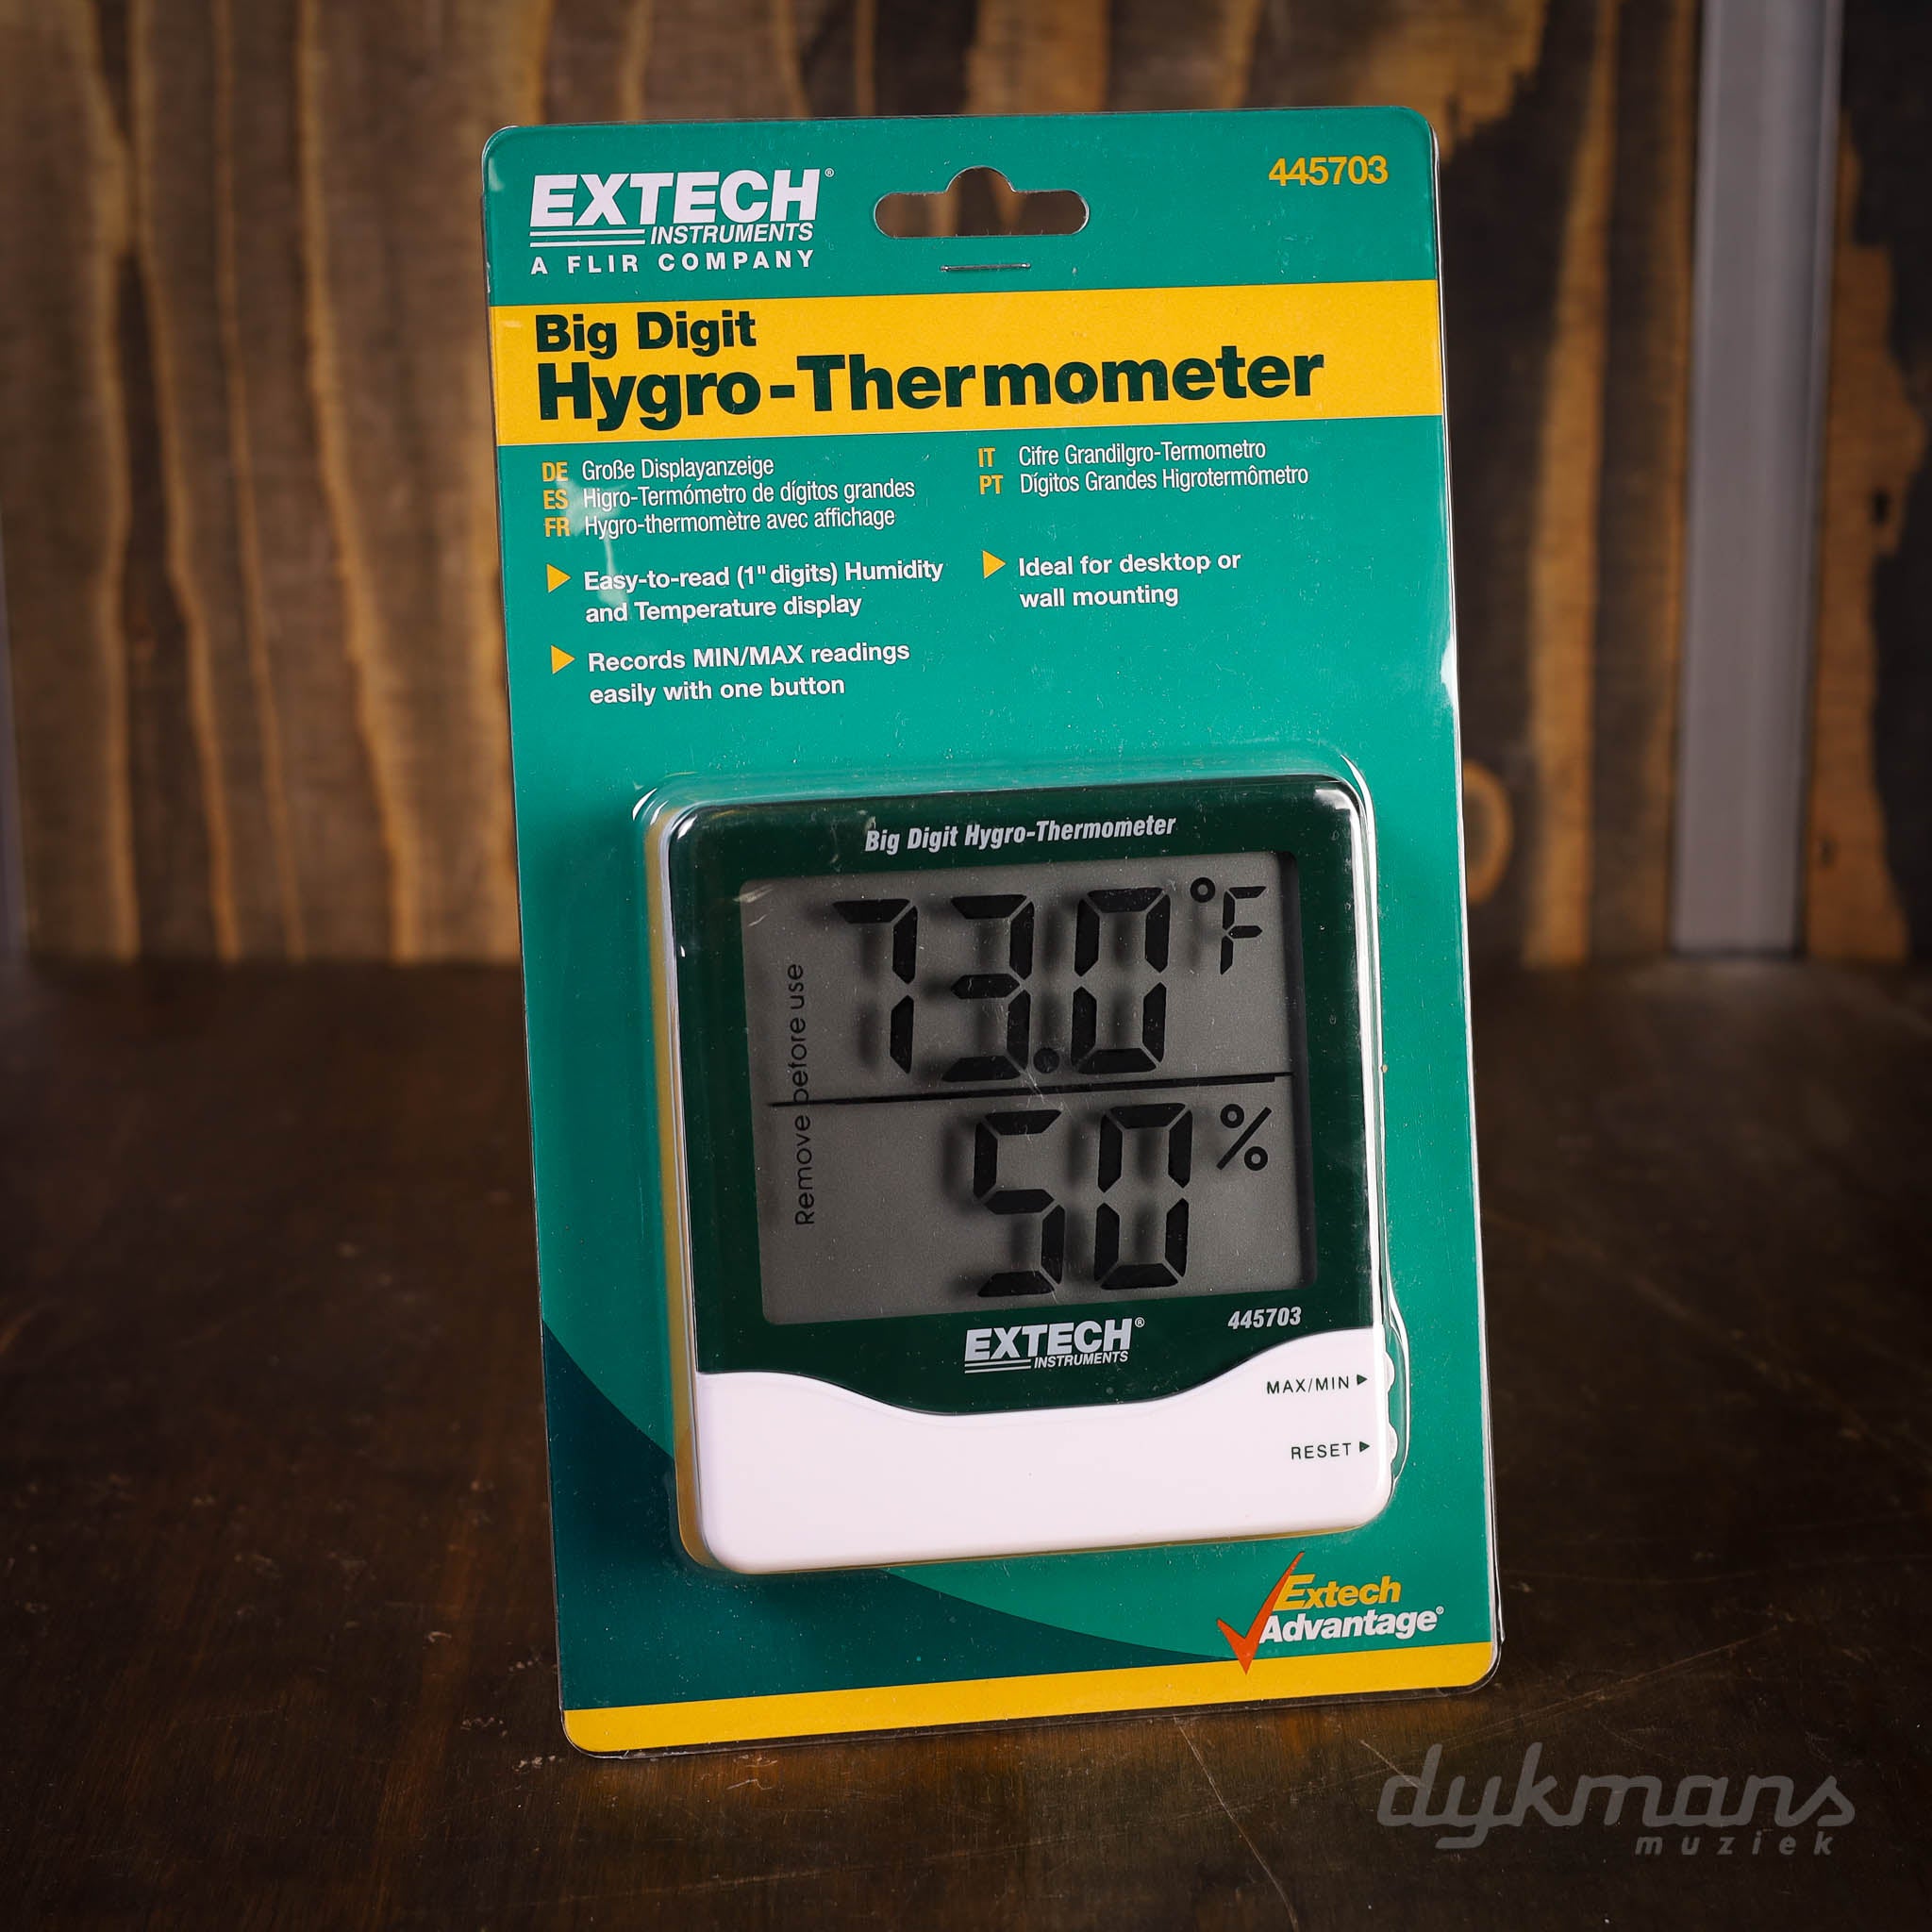 EXTECH®
INSTRUMENTS
A FLIR COMPANY
445703
Big Digit
Hygro-Thermometer
DE Große Displayanzeige
ES Higro-Termómetro de dígitos grandes
FR Hygro-thermomètre avec affichage
IT Cifre GrandiIgro-Termometro
PT Dígitos Grandes Higrotermômetro
Easy-to-read (1" digits) Humidity
and Temperature display
Records MIN/MAX readings
easily with one button
Ideal for desktop or
wall mounting
Big Digit Hygro-Thermometer
73.0°F
Remove before use
50%
445703
EXTECH®
INSTRUMENTS
MAX/MIN
RESET
Extech
Advantage®
dykmans
muziek